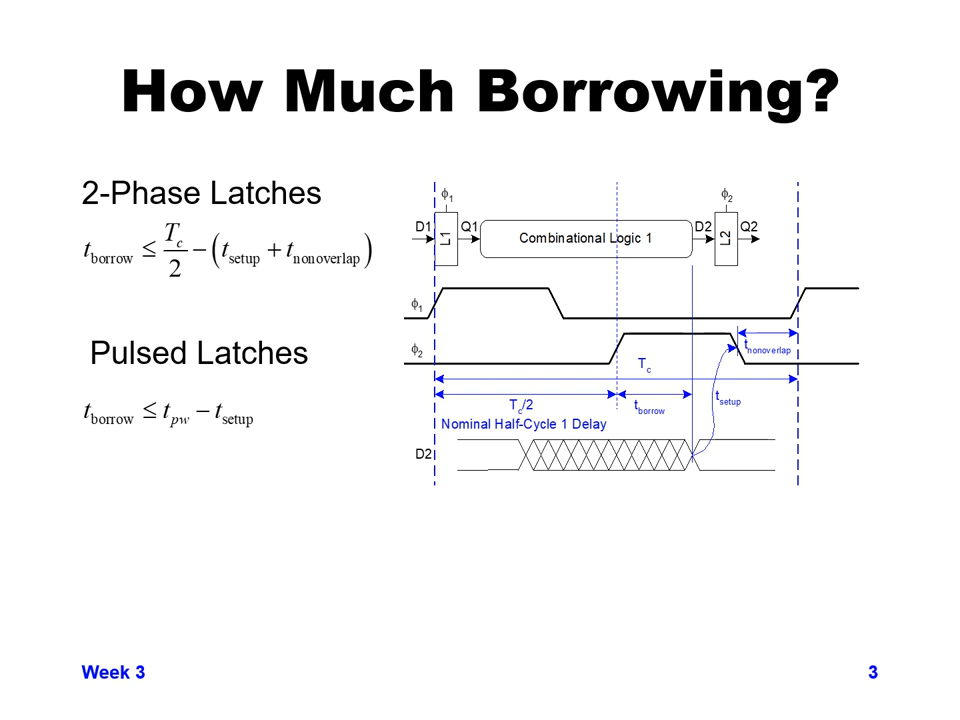 How Much Borrowing?
2-Phase Latches
t_borrow ≤ T_c/2 − (t_setup + t_nonoverlap)
Pulsed Latches
t_borrow ≤ t_pw − t_setup
ϕ1 ϕ2
D1 L1 Q1 Combinational Logic 1 D2 L2 Q2
ϕ1
ϕ2
t_nonoverlap
T_c
T_c/2 t_borrow t_setup
Nominal Half-Cycle 1 Delay
D2
Week 3
3